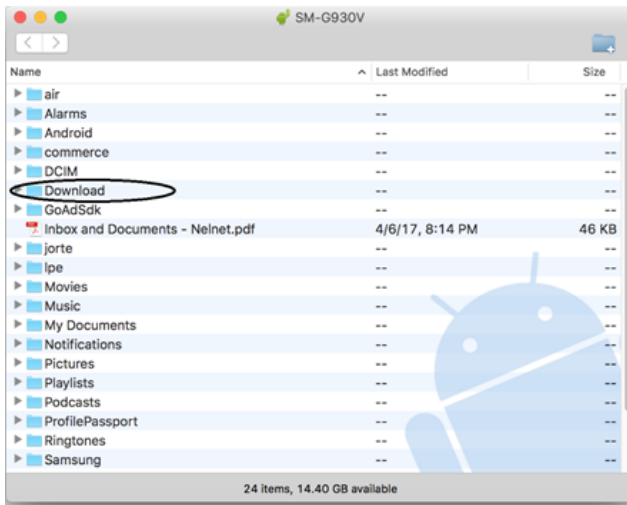 SM-G930V
Name Last Modified Size
air -- --
Alarms -- --
Android -- --
commerce -- --
DCIM -- --
Download -- --
GoAdSdk -- --
Inbox and Documents - Nelnet.pdf 4/6/17, 8:14 PM 46 KB
jorte -- --
lpe -- --
Movies -- --
Music -- --
My Documents -- --
Notifications -- --
Pictures -- --
Playlists -- --
Podcasts -- --
ProfilePassport -- --
Ringtones -- --
Samsung -- --
24 items, 14.40 GB available